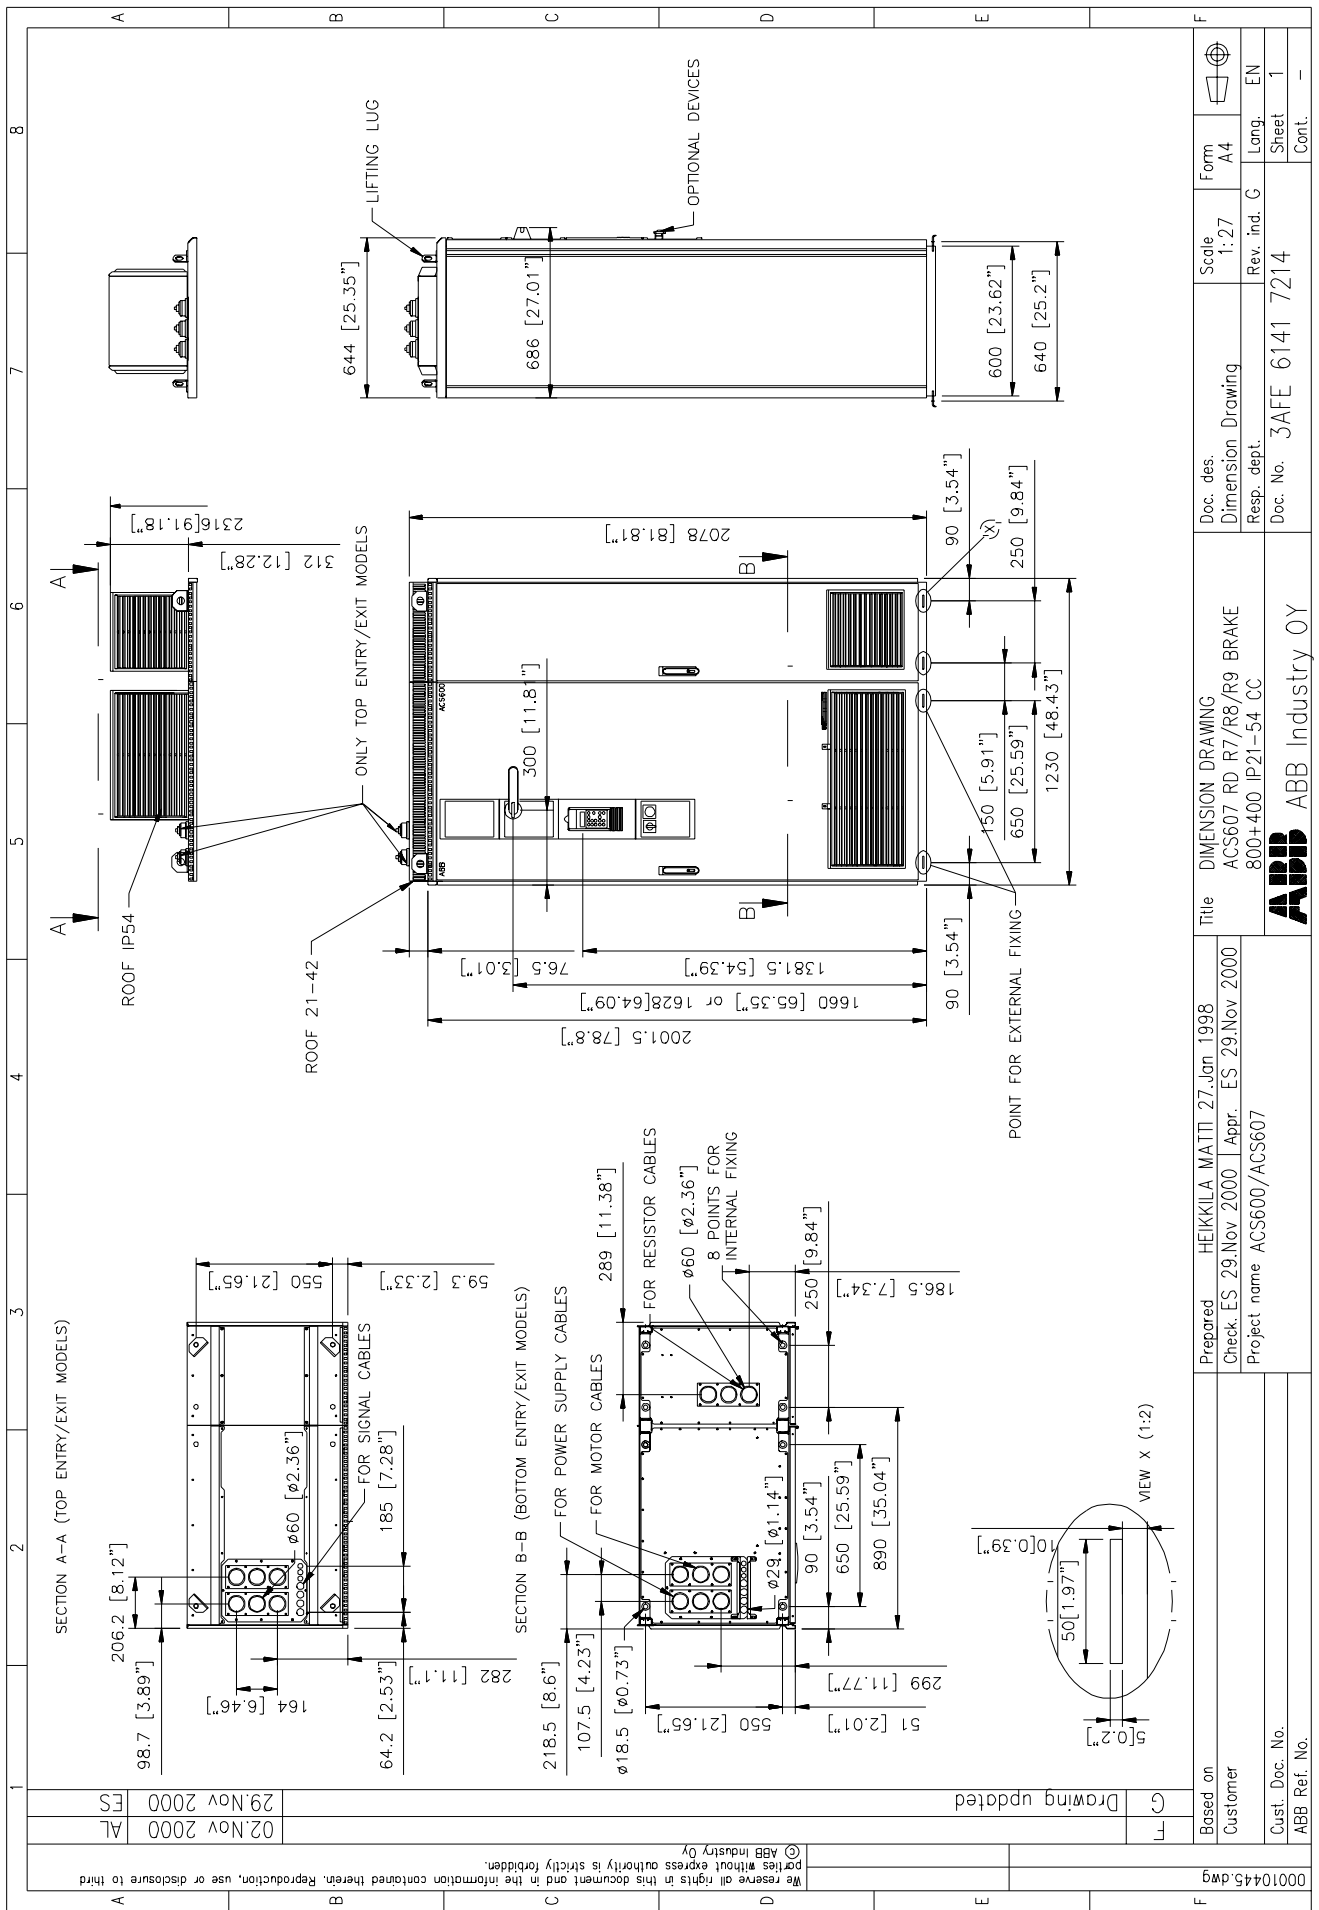 SECTION A-A (TOP ENTRY/EXIT MODELS)
206.2 [8.12"]
98.7 [3.89"]
164 [6.46"]
282 [11.1"]
64.2 [2.53"]
185 [7.28"]
ø60 [ø2.36"]
FOR SIGNAL CABLES
550 [21.65"]
59.3 [2.33"]
SECTION B-B (BOTTOM ENTRY/EXIT MODELS)
FOR POWER SUPPLY CABLES
FOR MOTOR CABLES
218.5 [8.6"]
107.5 [4.23"]
ø18.5 [ø0.73"]
550 [21.65"]
51 [2.01"]
299 [11.77"]
ø29 [ø1.14"]
90 [3.54"]
650 [25.59"]
890 [35.04"]
289 [11.38"]
FOR RESISTOR CABLES
ø60 [ø2.36"]
8 POINTS FOR
INTERNAL FIXING
250 [9.84"]
186.5 [7.34"]
VIEW X (1:2)
10[0.39"]
50[1.97"]
5[0.2"]
A
A
ROOF IP54
ROOF 21-42
2316[91.18"]
312 [12.28"]
ONLY TOP ENTRY/EXIT MODELS
ABB
ACS600
300 [11.81"]
2078 [81.81"]
B
B
76.5 [3.01"]
1381.5 [54.39"]
1660 [65.35"] or 1628[64.09"]
2001.5 [78.8"]
90 [3.54"]
X
250 [9.84"]
150 [5.91"]
650 [25.59"]
1230 [48.43"]
90 [3.54"]
POINT FOR EXTERNAL FIXING
LIFTING LUG
OPTIONAL DEVICES
644 [25.35"]
686 [27.01"]
600 [23.62"]
640 [25.2"]
1 2 3 4 5 6 7 8
A B C D E F
A B C D E F
G Drawing updated 29.Nov 2000 ES
F 02.Nov 2000 AL
We reserve all rights in this document and in the information contained therein. Reproduction, use or disclosure to third
parties without express authority is strictly forbidden.
© ABB Industry Oy
00010445.dwg
Based on
Customer
Cust. Doc. No.
ABB Ref. No.
Prepared HEIKKILA MATTI 27.Jan 1998
Check. ES 29.Nov 2000 Appr. ES 29.Nov 2000
Project name ACS600/ACS607
Title DIMENSION DRAWING
ACS607 RD R7/R8/R9 BRAKE
800+400 IP21-54 CC
ABB ABB Industry OY
Doc. des.
Dimension Drawing
Resp. dept.
Doc. No. 3AFE 6141 7214
Scale
1:27
Form
A4
Rev. ind. G
Lang. EN
Sheet 1
Cont. -